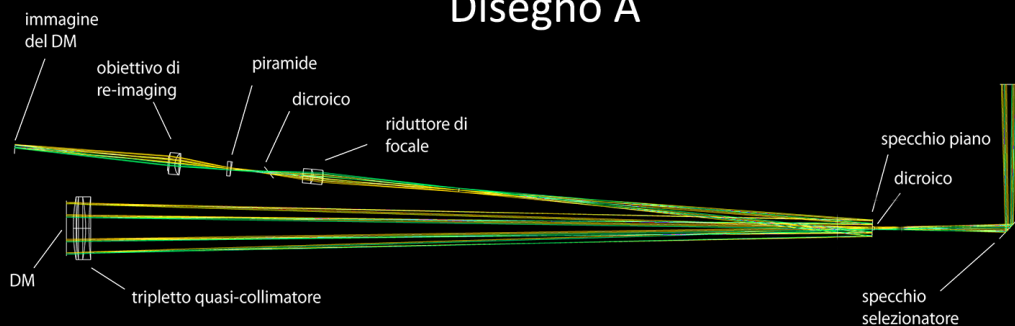 Disegno A
immagine
del DM
obiettivo di
re-imaging
piramide
dicroico
riduttore di
focale
specchio piano
dicroico
DM
tripletto quasi-collimatore
specchio
selezionatore